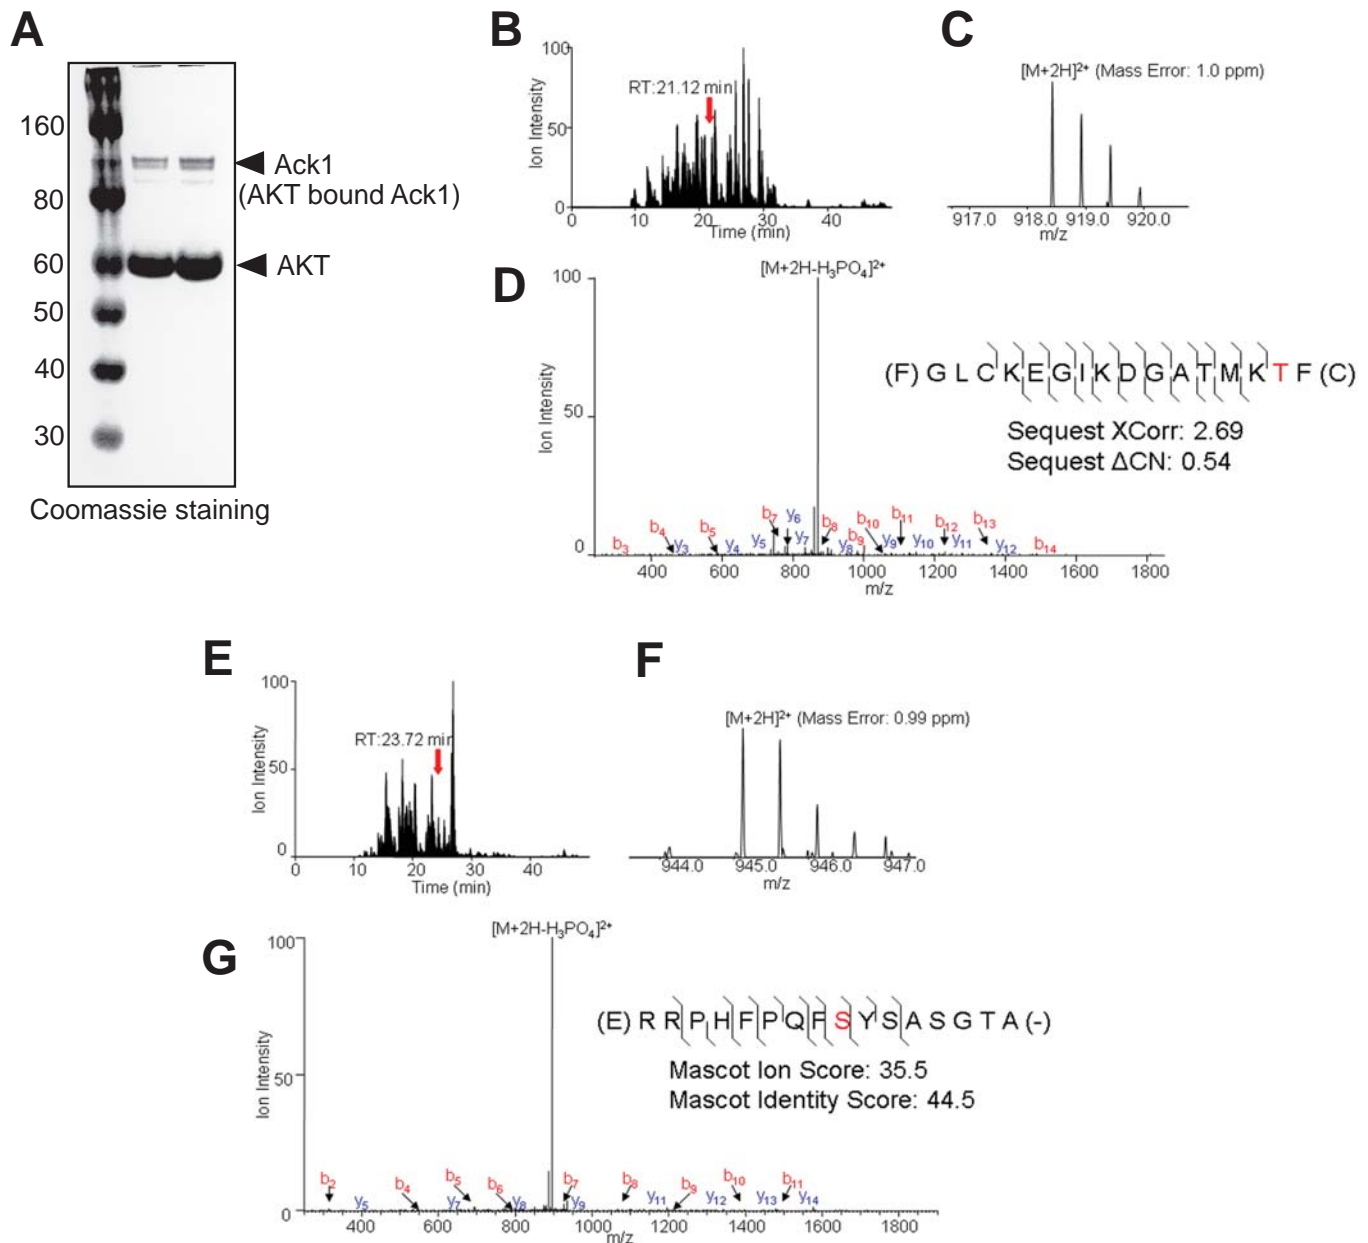 A
160
80
60
50
40
30
Ack1
(AKT bound Ack1)
AKT
Coomassie staining
B
100
50
0
Ion Intensity
RT:21.12 min
0 10 20 30 40
Time (min)
C
[M+2H]²⁺ (Mass Error: 1.0 ppm)
917.0 918.0 919.0 920.0
m/z
D
[M+2H-H₃PO₄]²⁺
100
50
0
Ion Intensity
(F) G L C K E G I K D G A T M K T F (C)
Sequest XCorr: 2.69
Sequest ΔCN: 0.54
b₃ b₄ y₃ b₅ y₄ y₅ b₇ y₆ y₇ b₈ y₈ b₉ b₁₀ y₉ b₁₁ y₁₀ b₁₂ y₁₁ b₁₃ y₁₂ b₁₄
400 600 800 1000 1200 1400 1600 1800
m/z
E
100
50
0
Ion Intensity
RT:23.72 min
0 10 20 30 40
Time (min)
F
[M+2H]²⁺ (Mass Error: 0.99 ppm)
944.0 945.0 946.0 947.0
m/z
G
[M+2H-H₃PO₄]²⁺
100
50
0
Ion Intensity
(E) R R P H F P Q F S Y S A S G T A (-)
Mascot Ion Score: 35.5
Mascot Identity Score: 44.5
b₂ y₅ b₄ y₇ b₅ b₆ y₈ b₇ y₉ b₈ y₁₁ b₉ y₁₂ b₁₀ y₁₃ b₁₁ y₁₄
400 600 800 1000 1200 1400 1600 1800
m/z